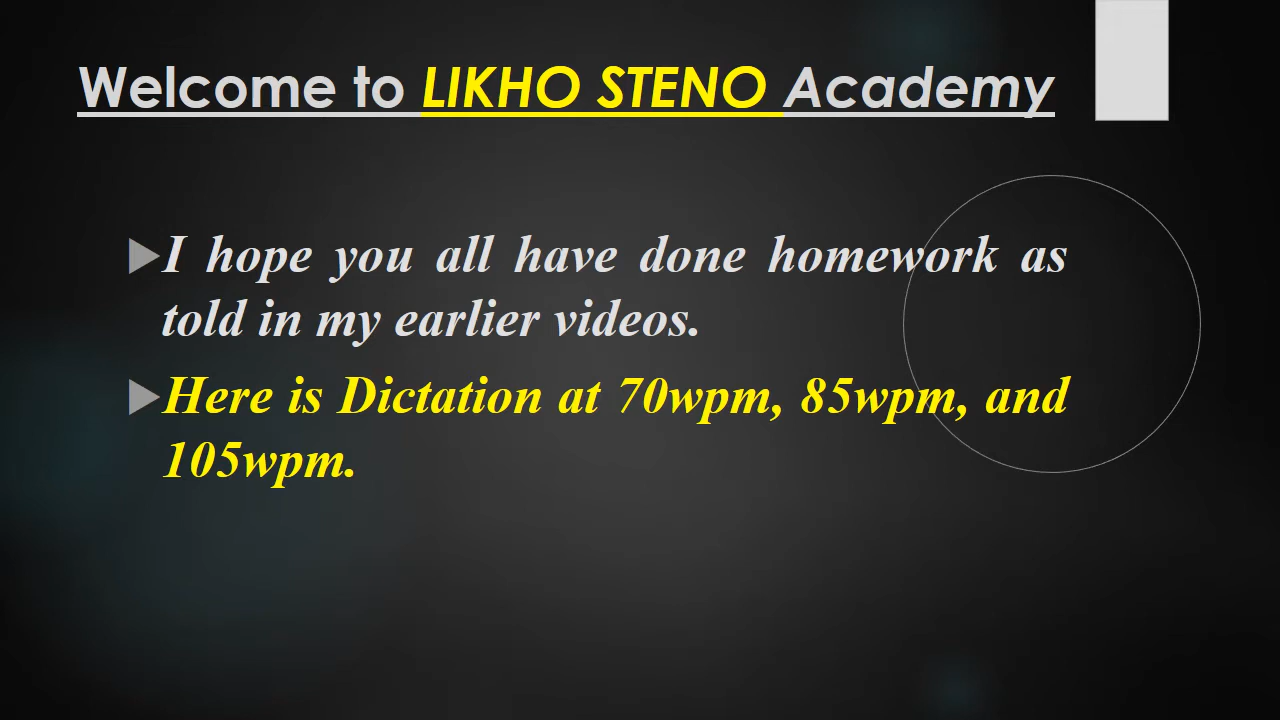 Welcome to LIKHO STENO Academy
I hope you all have done homework as
told in my earlier videos.
Here is Dictation at 70wpm, 85wpm, and
105wpm.